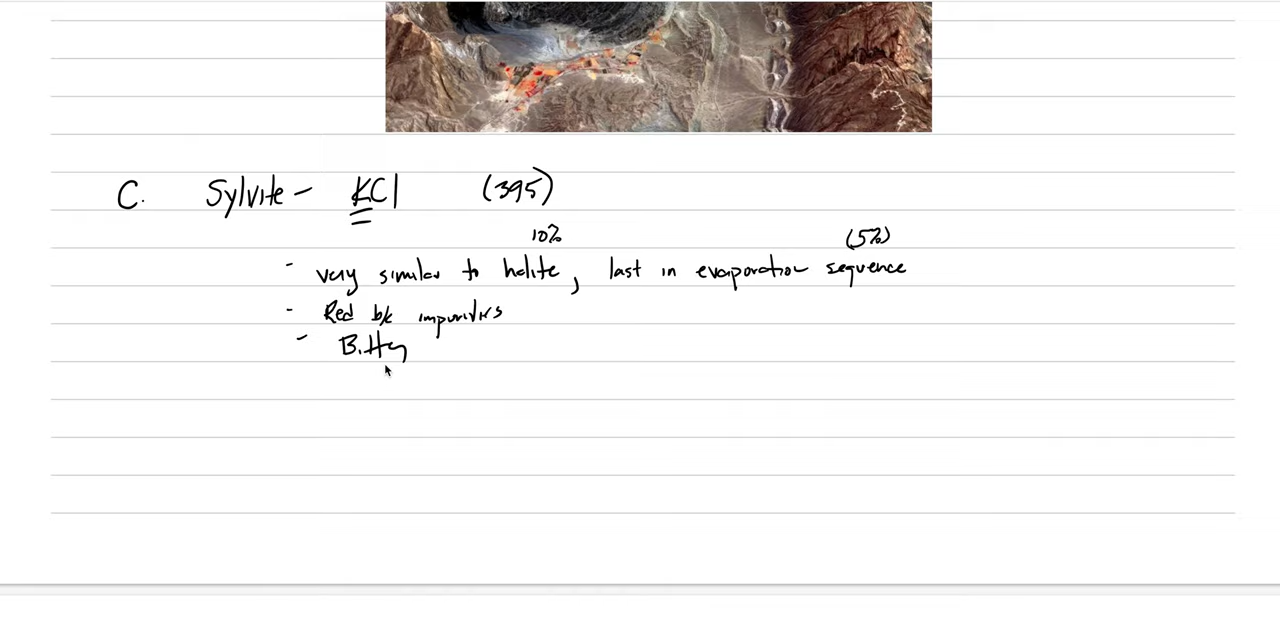 C. Sylvite - KCl (395)
10% (5%)
- very similar to halite, last in evaporation sequence
- Red b/c impurities
- Bitter